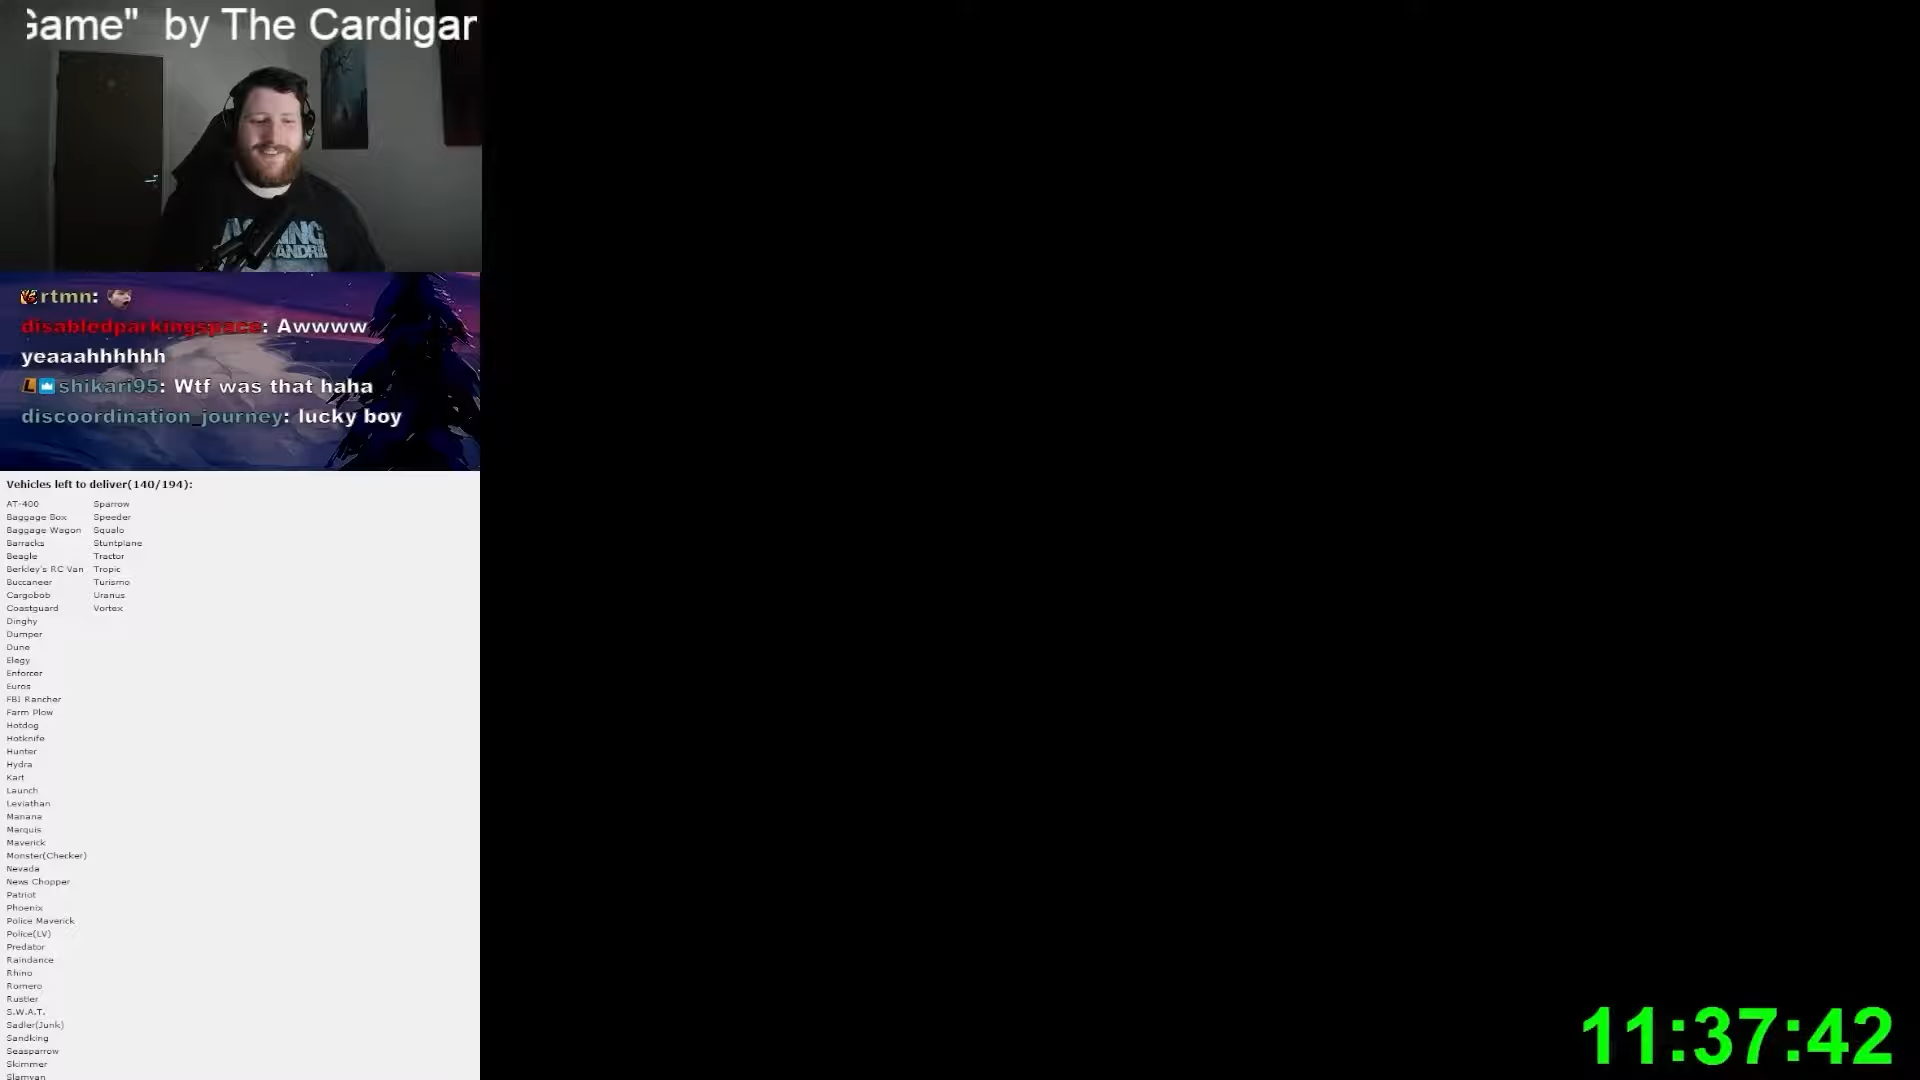 Game" by The Cardigan
rtmn:
disabledparkingspace: Awwww
yeaaahhhhhh
shikari95: Wtf was that haha
discoordination_journey: lucky boy
Vehicles left to deliver(140/194):
AT-400 Sparrow
Baggage Box Speeder
Baggage Wagon Squalo
Barracks Stuntplane
Beagle Tractor
Berkley's RC Van Tropic
Buccaneer Turismo
Cargobob Uranus
Coastguard Vortex
Dinghy
Dumper
Dune
Elegy
Enforcer
Euros
FBI Rancher
Farm Plow
Hotdog
Hotknife
Hunter
Hydra
Kart
Launch
Leviathan
Manana
Marquis
Maverick
Monster(Checker)
Nevada
News Chopper
Patriot
Phoenix
Police Maverick
Police(LV)
Predator
Raindance
Rhino
Romero
Rustler
S.W.A.T.
Sadler(Junk)
Sandking
Seasparrow
Skimmer
Slamvan
11:37:42